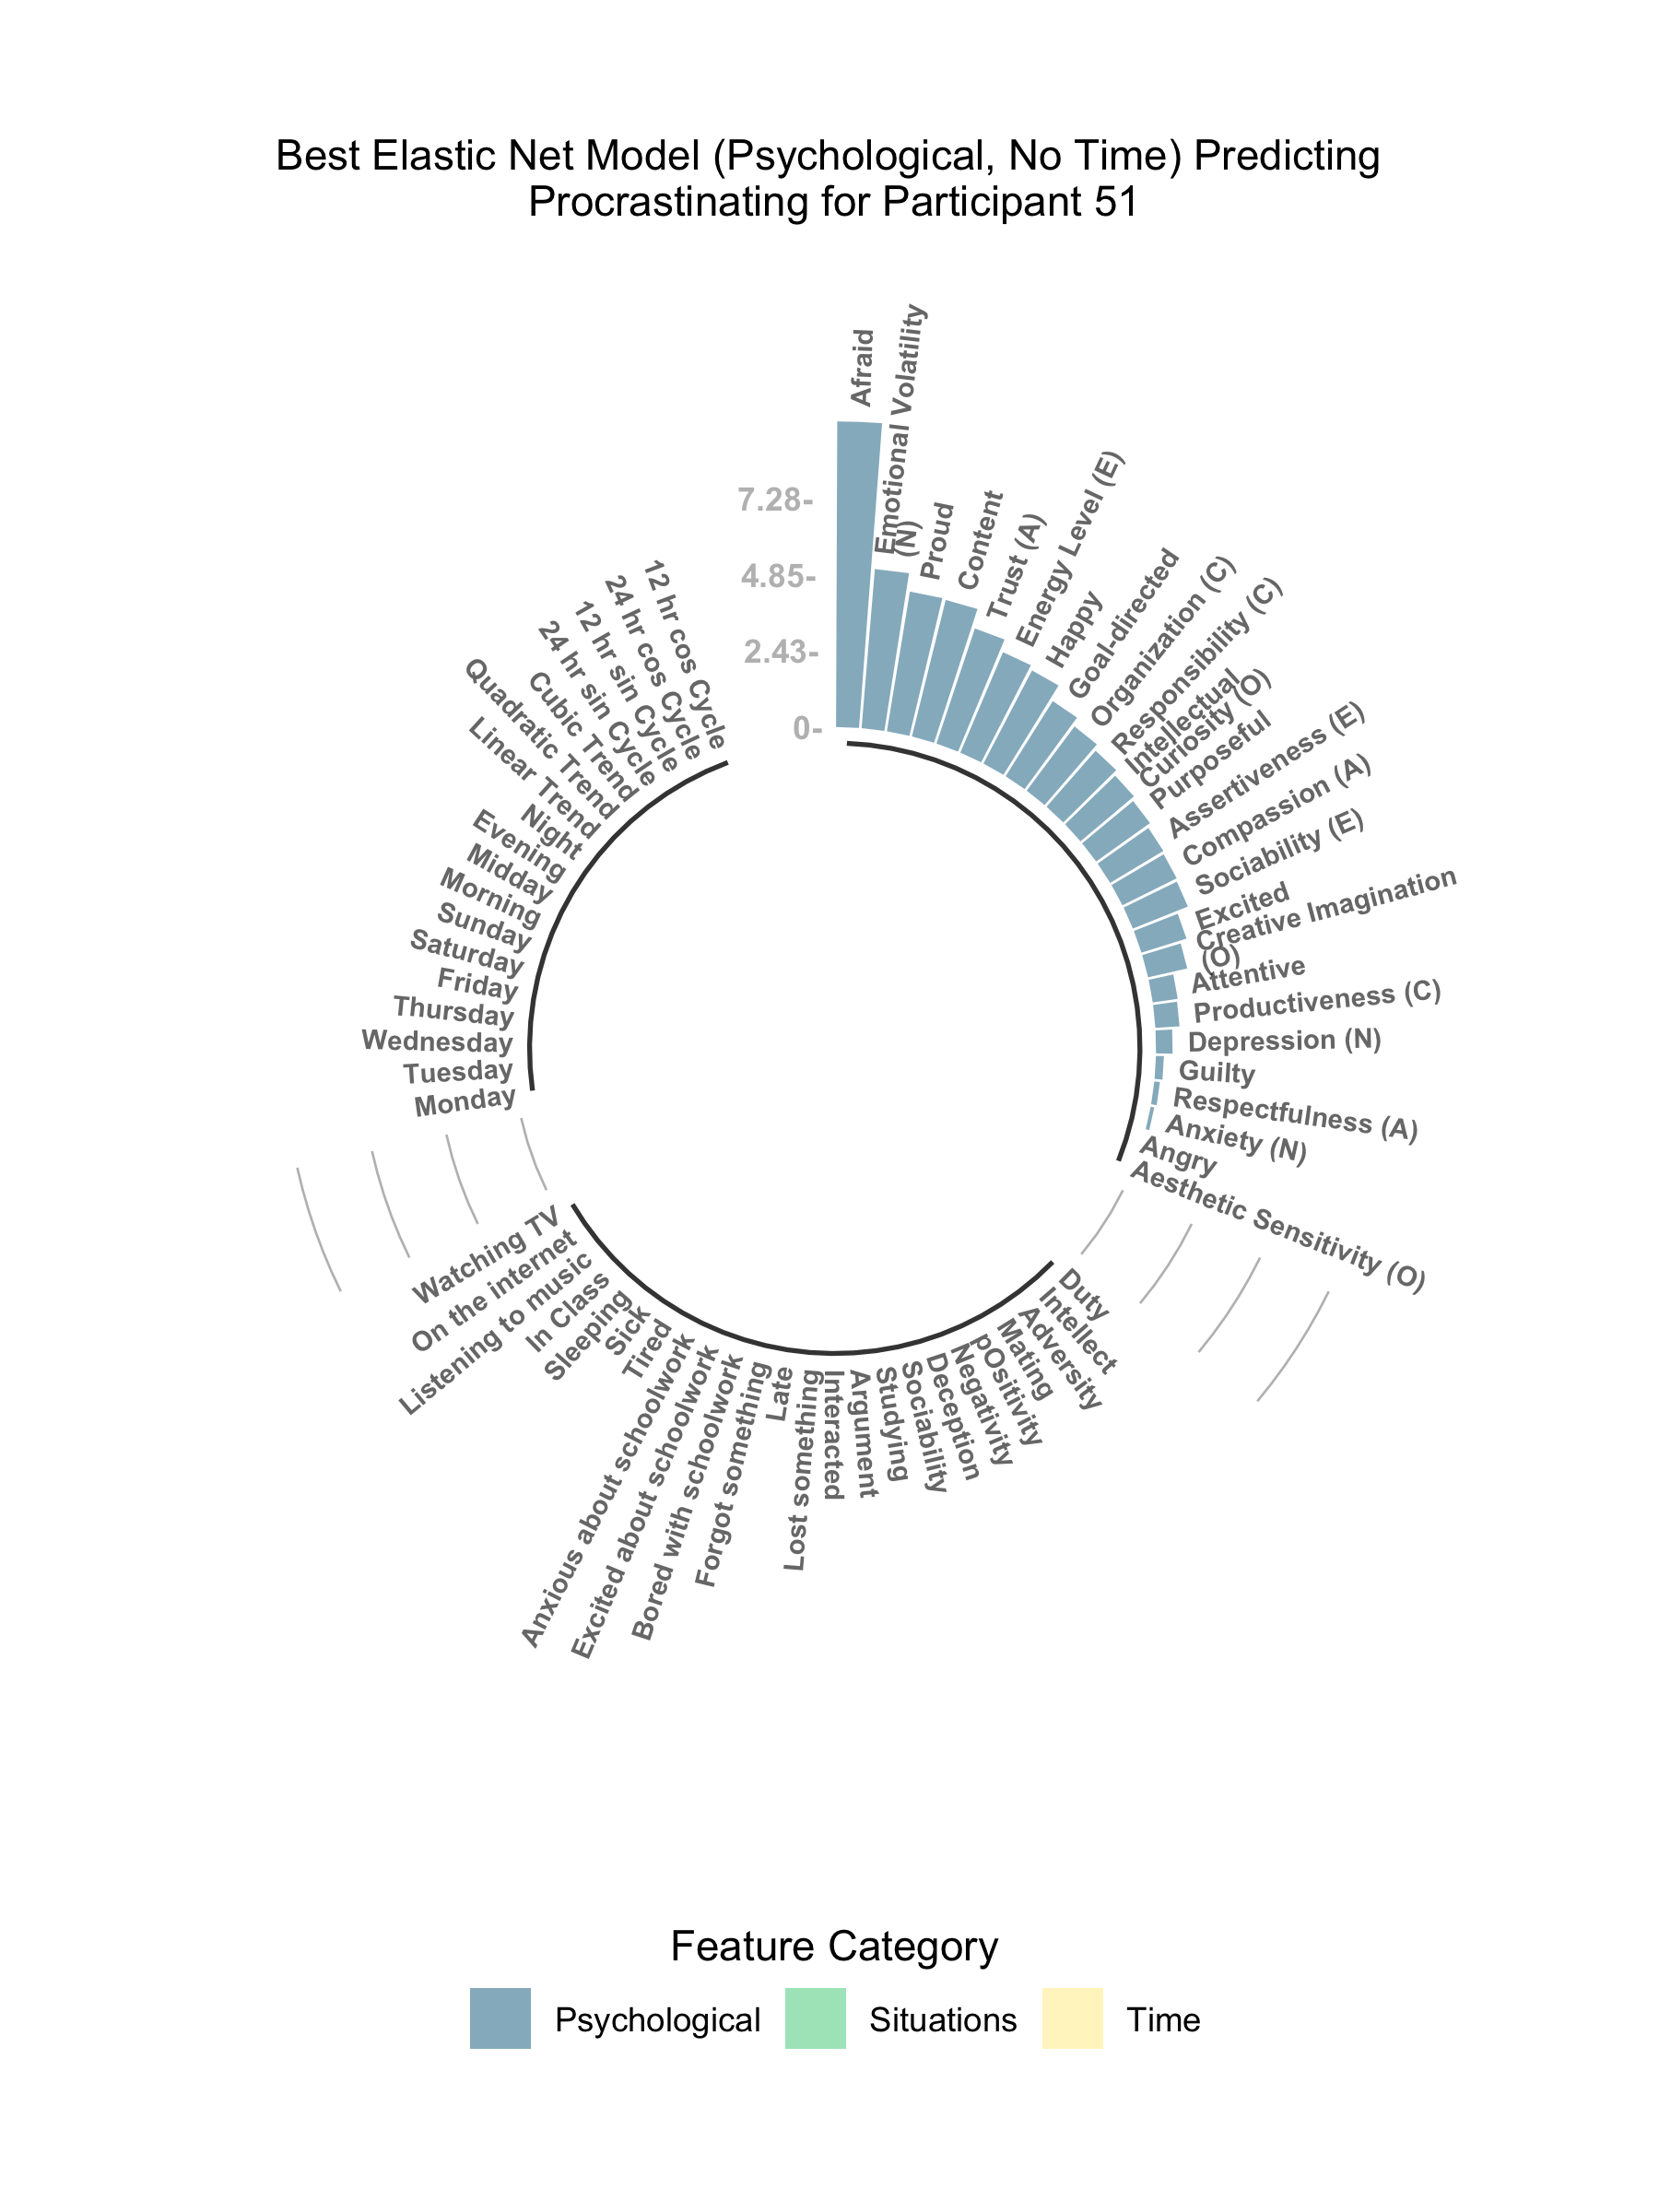 Best Elastic Net Model (Psychological, No Time) Predicting
Procrastinating for Participant 51
7.28-
4.85-
2.43-
0-
Afraid
Emotional Volatility
(N)
Proud
Content
Trust (A)
Energy Level (E)
Happy
Goal-directed
Organization (C)
Responsibility (C)
Intellectual
Curiosity (O)
Purposeful
Assertiveness (E)
Compassion (A)
Sociability (E)
Excited
Creative Imagination
(O)
Attentive
Productiveness (C)
Depression (N)
Guilty
Respectfulness (A)
Anxiety (N)
Angry
Aesthetic Sensitivity (O)
Duty
Intellect
Adversity
Mating
pOsitivity
Negativity
Deception
Sociability
Studying
Argument
Interacted
Lost something
Late
Forgot something
Bored with schoolwork
Excited about schoolwork
Anxious about schoolwork
Tired
Sick
Sleeping
In Class
Listening to music
On the internet
Watching TV
Monday
Tuesday
Wednesday
Thursday
Friday
Saturday
Sunday
Morning
Midday
Evening
Night
Linear Trend
Quadratic Trend
Cubic Trend
24 hr sin Cycle
12 hr sin Cycle
24 hr cos Cycle
12 hr cos Cycle
Feature Category
Psychological
Situations
Time